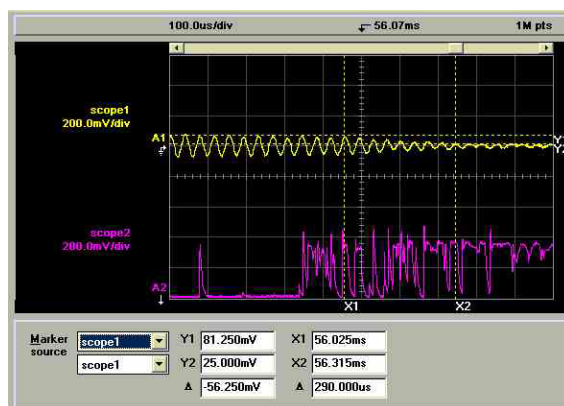 100.0us/div 56.07ms 1M pts
scope1
200.0mV/div
A1
Y1
Y2
scope2
200.0mV/div
A2
X1 X2
Marker source
scope1
scope1
Y1 81.250mV X1 56.025ms
Y2 25.000mV X2 56.315ms
Δ -56.250mV Δ 290.000us